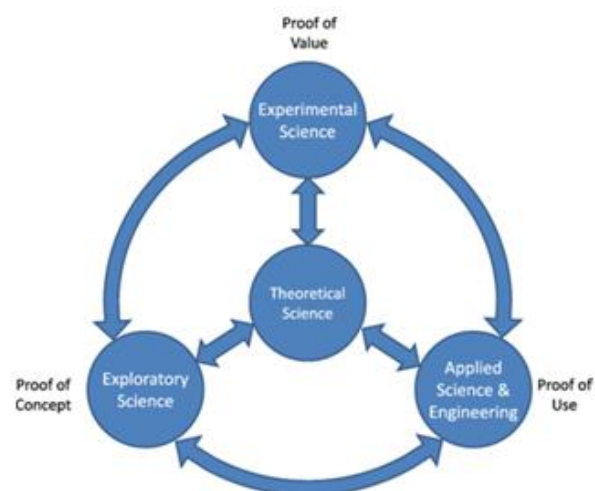 Proof of
Value
Experimental
Science
Theoretical
Science
Proof of
Concept
Exploratory
Science
Applied
Science &
Engineering
Proof of
Use